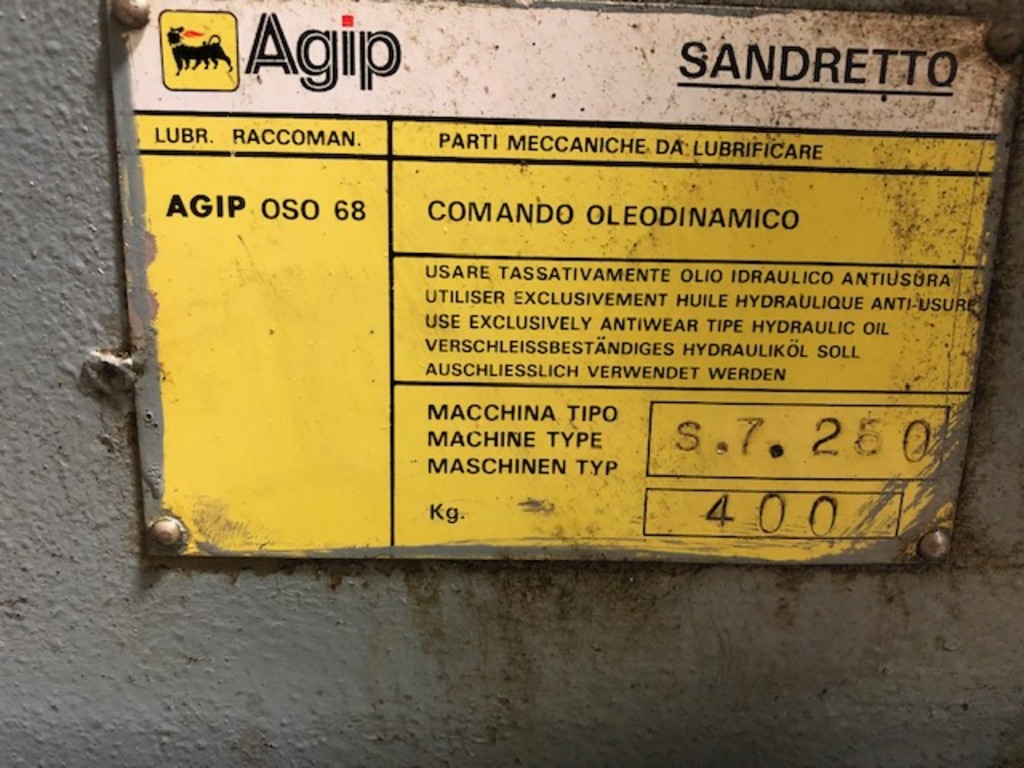 Agip SANDRETTO
LUBR. RACCOMAN. PARTI MECCANICHE DA LUBRIFICARE
AGIP OSO 68 COMANDO OLEODINAMICO
USARE TASSATIVAMENTE OLIO IDRAULICO ANTIUSURA
UTILISER EXCLUSIVEMENT HUILE HYDRAULIQUE ANTI-USURE
USE EXCLUSIVELY ANTIWEAR TIPE HYDRAULIC OIL
VERSCHLEISSBESTÄNDIGES HYDRAULIKÖL SOLL
AUSCHLIESSLICH VERWENDET WERDEN
MACCHINA TIPO
MACHINE TYPE
MASCHINEN TYP
Kg. 400